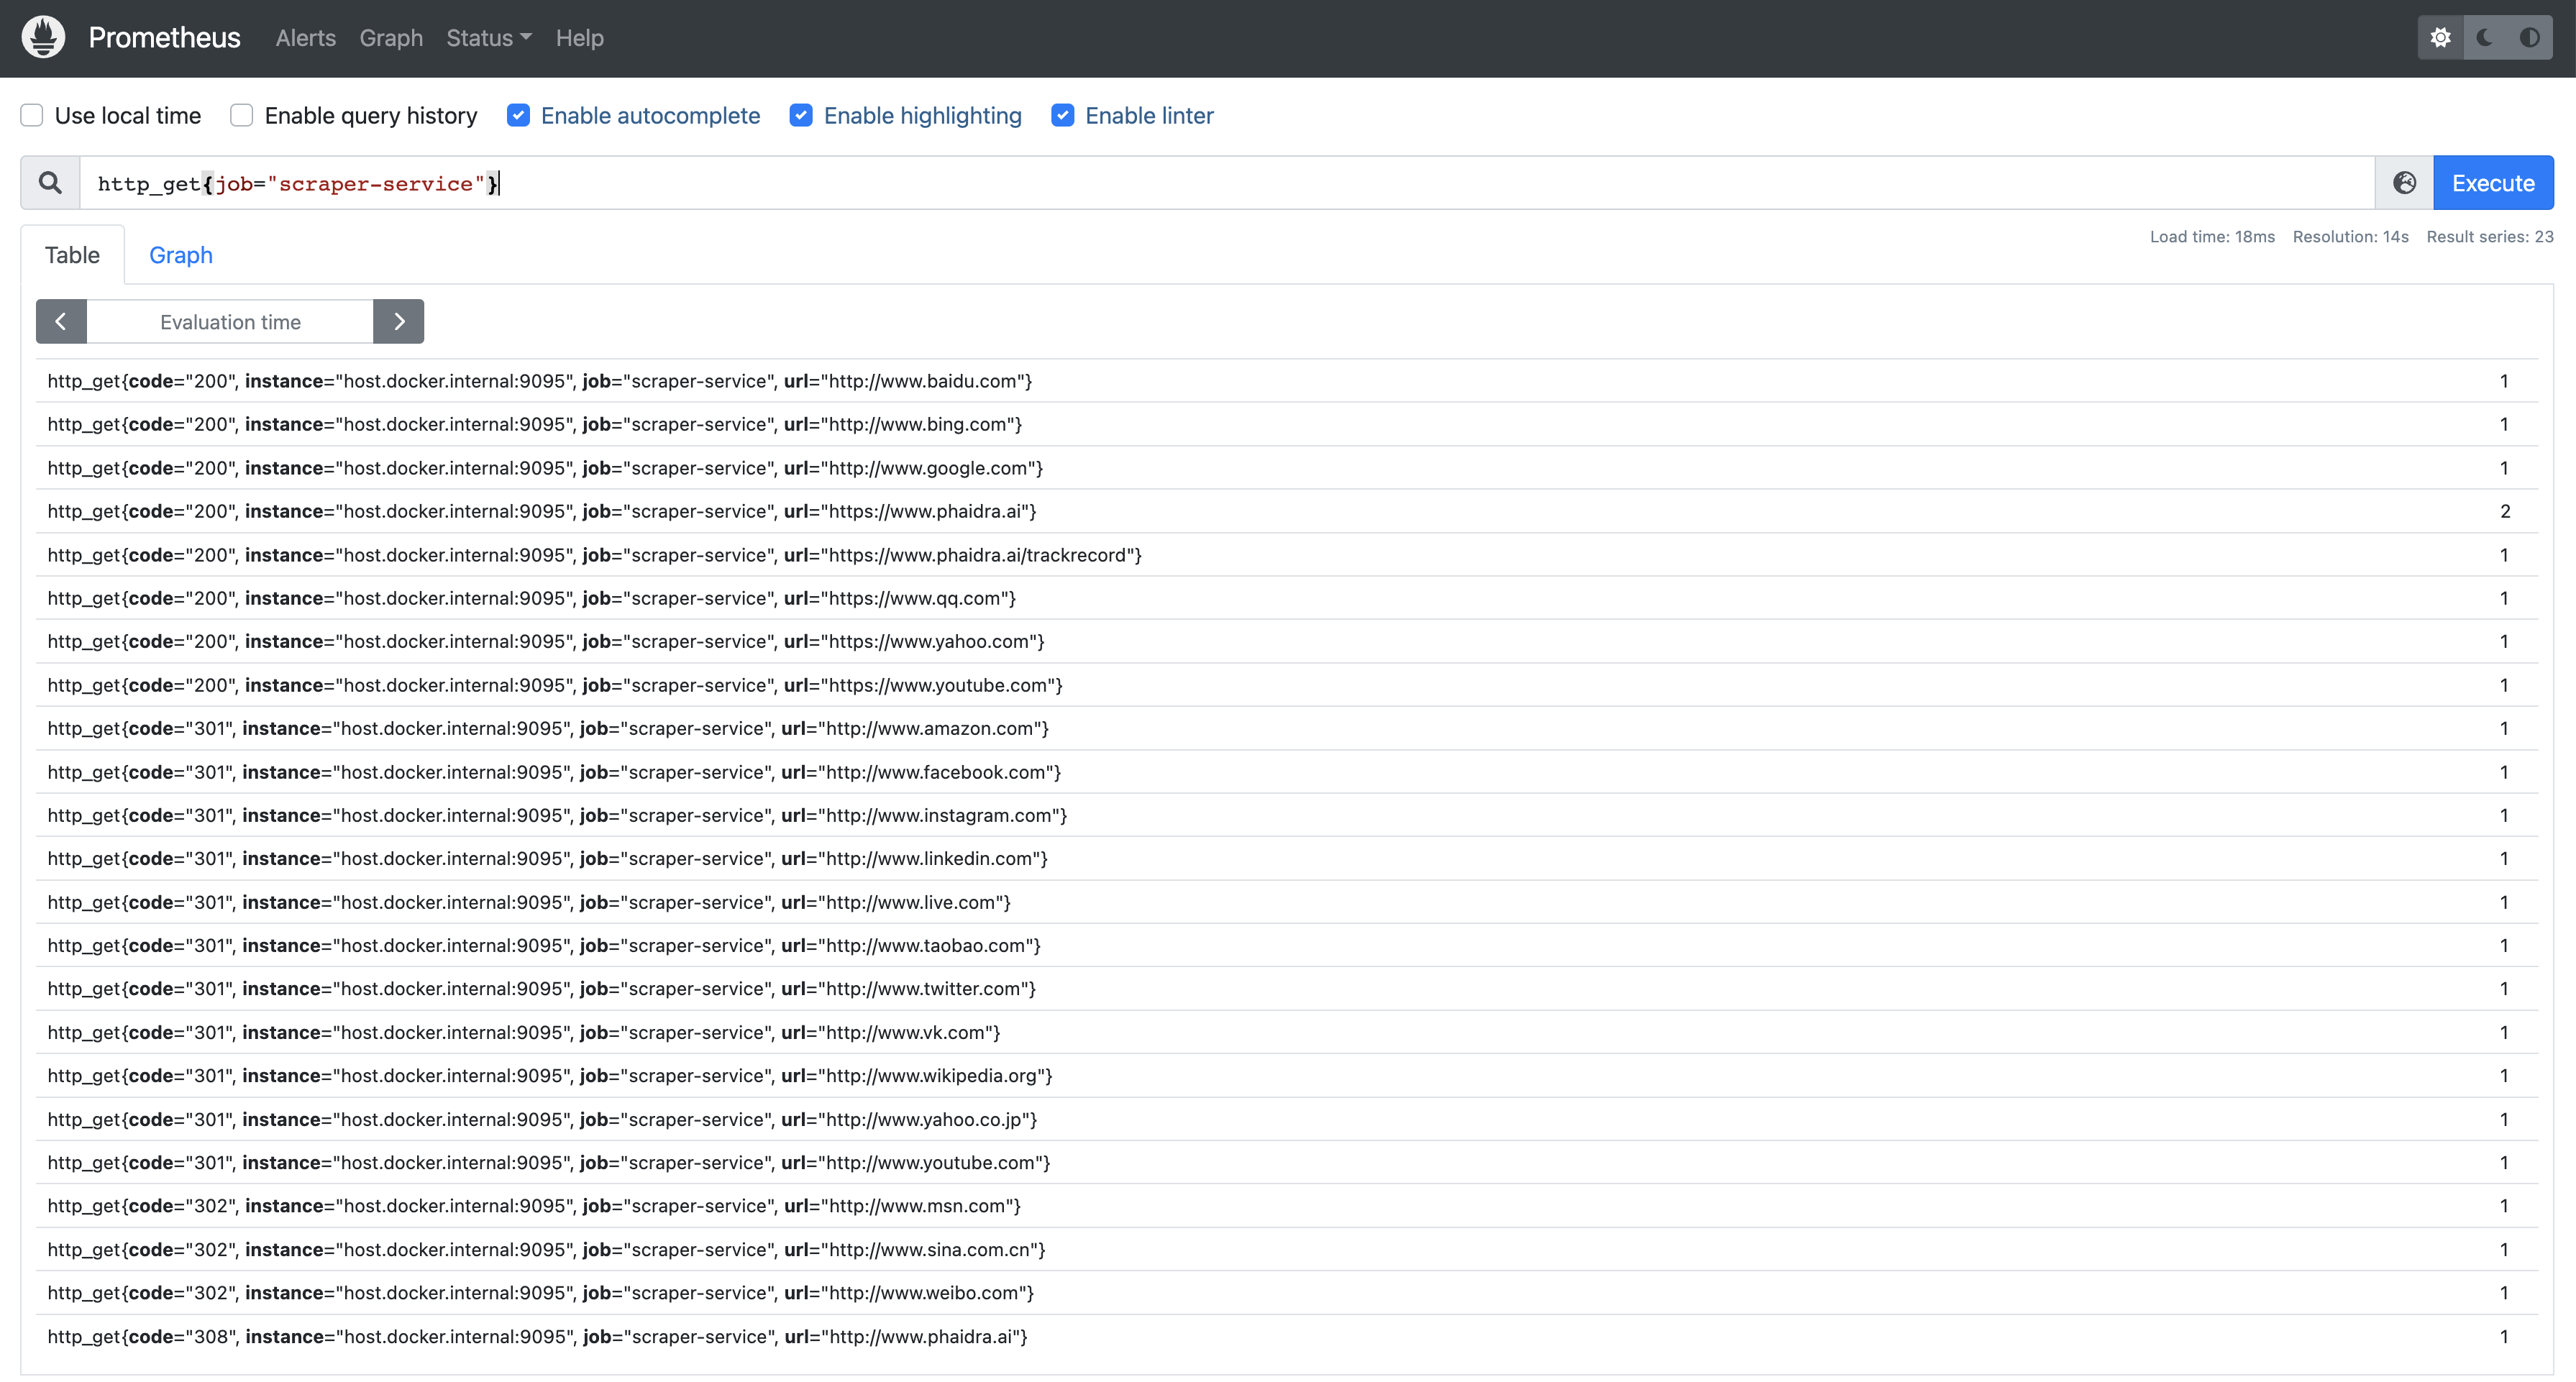 Prometheus Alerts Graph Status Help
Use local time Enable query history Enable autocomplete Enable highlighting Enable linter
http_get{job="scraper-service"} Execute
Table Graph Load time: 18ms Resolution: 14s Result series: 23
Evaluation time
http_get{code="200", instance="host.docker.internal:9095", job="scraper-service", url="http://www.baidu.com"} 1
http_get{code="200", instance="host.docker.internal:9095", job="scraper-service", url="http://www.bing.com"} 1
http_get{code="200", instance="host.docker.internal:9095", job="scraper-service", url="http://www.google.com"} 1
http_get{code="200", instance="host.docker.internal:9095", job="scraper-service", url="https://www.phaidra.ai"} 2
http_get{code="200", instance="host.docker.internal:9095", job="scraper-service", url="https://www.phaidra.ai/trackrecord"} 1
http_get{code="200", instance="host.docker.internal:9095", job="scraper-service", url="https://www.qq.com"} 1
http_get{code="200", instance="host.docker.internal:9095", job="scraper-service", url="https://www.yahoo.com"} 1
http_get{code="200", instance="host.docker.internal:9095", job="scraper-service", url="https://www.youtube.com"} 1
http_get{code="301", instance="host.docker.internal:9095", job="scraper-service", url="http://www.amazon.com"} 1
http_get{code="301", instance="host.docker.internal:9095", job="scraper-service", url="http://www.facebook.com"} 1
http_get{code="301", instance="host.docker.internal:9095", job="scraper-service", url="http://www.instagram.com"} 1
http_get{code="301", instance="host.docker.internal:9095", job="scraper-service", url="http://www.linkedin.com"} 1
http_get{code="301", instance="host.docker.internal:9095", job="scraper-service", url="http://www.live.com"} 1
http_get{code="301", instance="host.docker.internal:9095", job="scraper-service", url="http://www.taobao.com"} 1
http_get{code="301", instance="host.docker.internal:9095", job="scraper-service", url="http://www.twitter.com"} 1
http_get{code="301", instance="host.docker.internal:9095", job="scraper-service", url="http://www.vk.com"} 1
http_get{code="301", instance="host.docker.internal:9095", job="scraper-service", url="http://www.wikipedia.org"} 1
http_get{code="301", instance="host.docker.internal:9095", job="scraper-service", url="http://www.yahoo.co.jp"} 1
http_get{code="301", instance="host.docker.internal:9095", job="scraper-service", url="http://www.youtube.com"} 1
http_get{code="302", instance="host.docker.internal:9095", job="scraper-service", url="http://www.msn.com"} 1
http_get{code="302", instance="host.docker.internal:9095", job="scraper-service", url="http://www.sina.com.cn"} 1
http_get{code="302", instance="host.docker.internal:9095", job="scraper-service", url="http://www.weibo.com"} 1
http_get{code="308", instance="host.docker.internal:9095", job="scraper-service", url="http://www.phaidra.ai"} 1